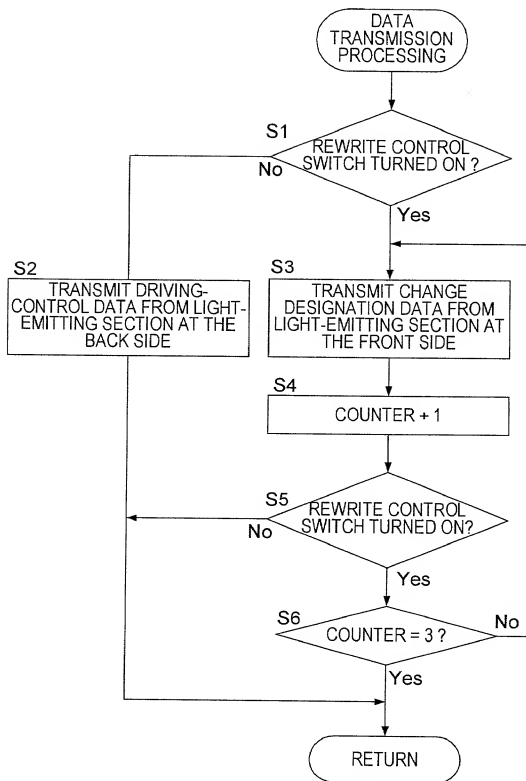 DATA
TRANSMISSION
PROCESSING
S1
REWRITE CONTROL
SWITCH TURNED ON ?
No
Yes
S2
TRANSMIT DRIVING-
CONTROL DATA FROM LIGHT-
EMITTING SECTION AT THE
BACK SIDE
S3
TRANSMIT CHANGE
DESIGNATION DATA FROM
LIGHT-EMITTING SECTION AT
THE FRONT SIDE
S4
COUNTER + 1
S5
REWRITE CONTROL
SWITCH TURNED ON?
No
Yes
S6
COUNTER = 3 ?
No
Yes
RETURN